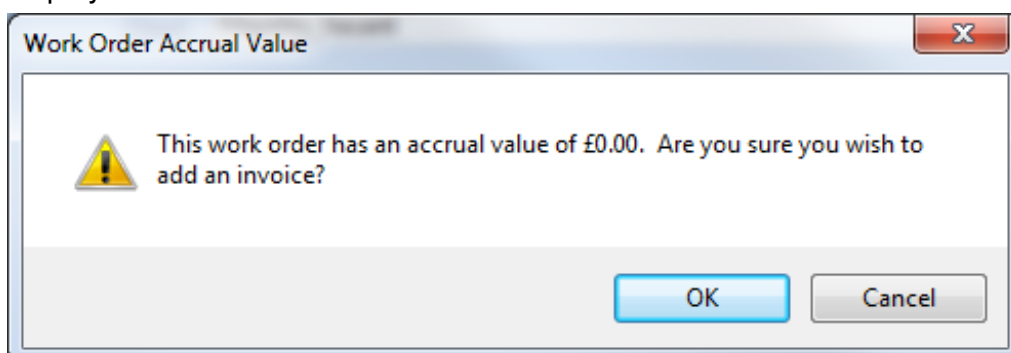 Work Order Accrual Value
This work order has an accrual value of £0.00.  Are you sure you wish to
add an invoice?
OK
Cancel